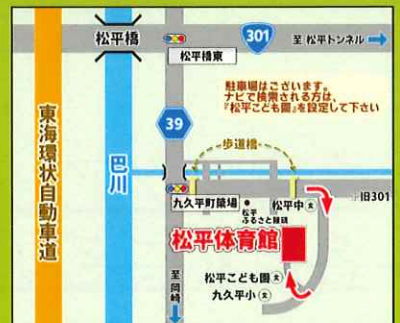 301
松平橋
至 松平トンネル
松平橋東
駐車場はございます。
ナビで検索される方は、
『松平こども園』を設定して下さい
39
歩道橋
東海環状自動車道
巴川
九久平町簗場
松平
ふるさと
松平中
旧301
松平体育館
至 岡崎
松平こども園
九久平小